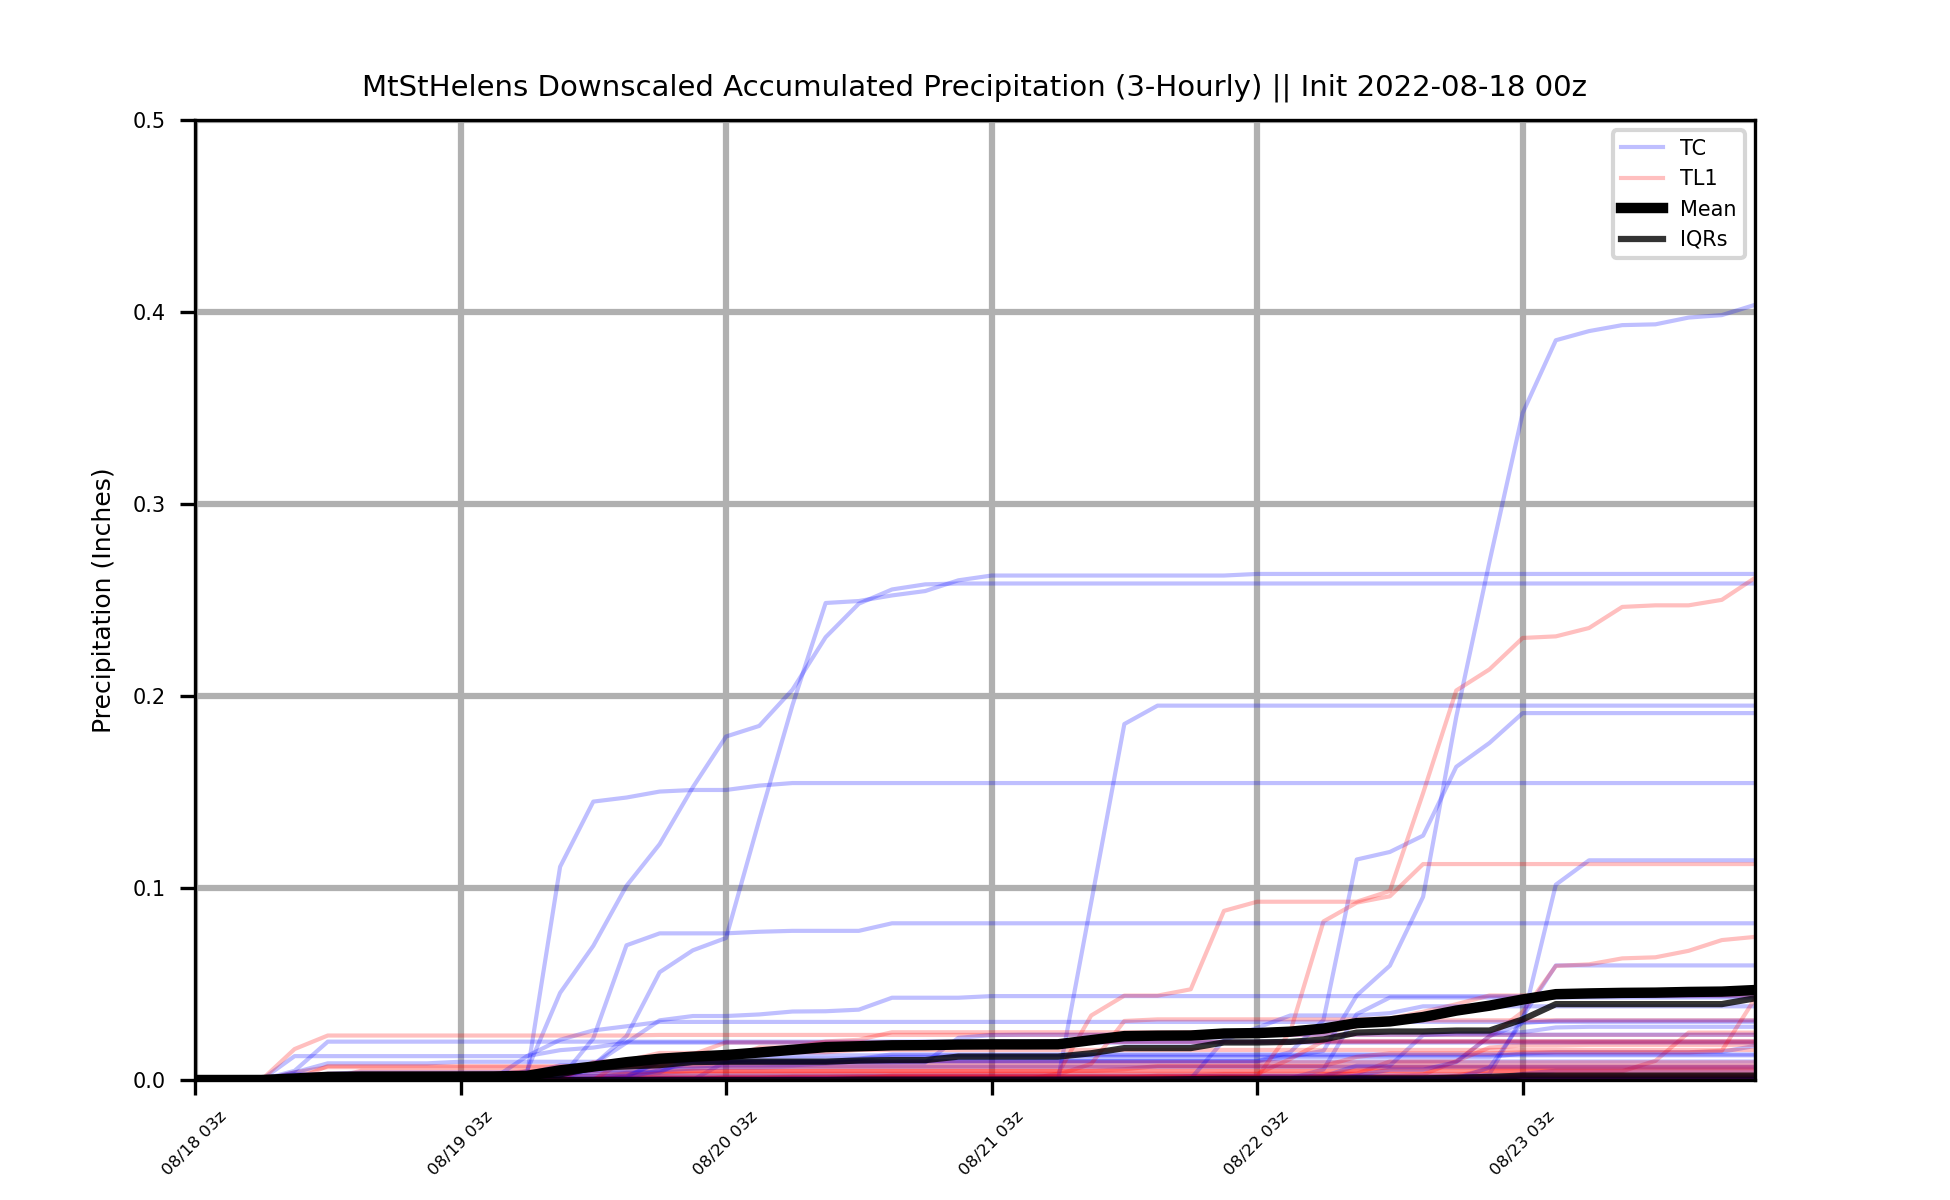 MtStHelens Downscaled Accumulated Precipitation (3-Hourly) || Init 2022-08-18 00z
Precipitation (Inches)
0.5
0.4
0.3
0.2
0.1
0.0
TC
TL1
Mean
IQRs
08/18 03z
08/19 03z
08/20 03z
08/21 03z
08/22 03z
08/23 03z